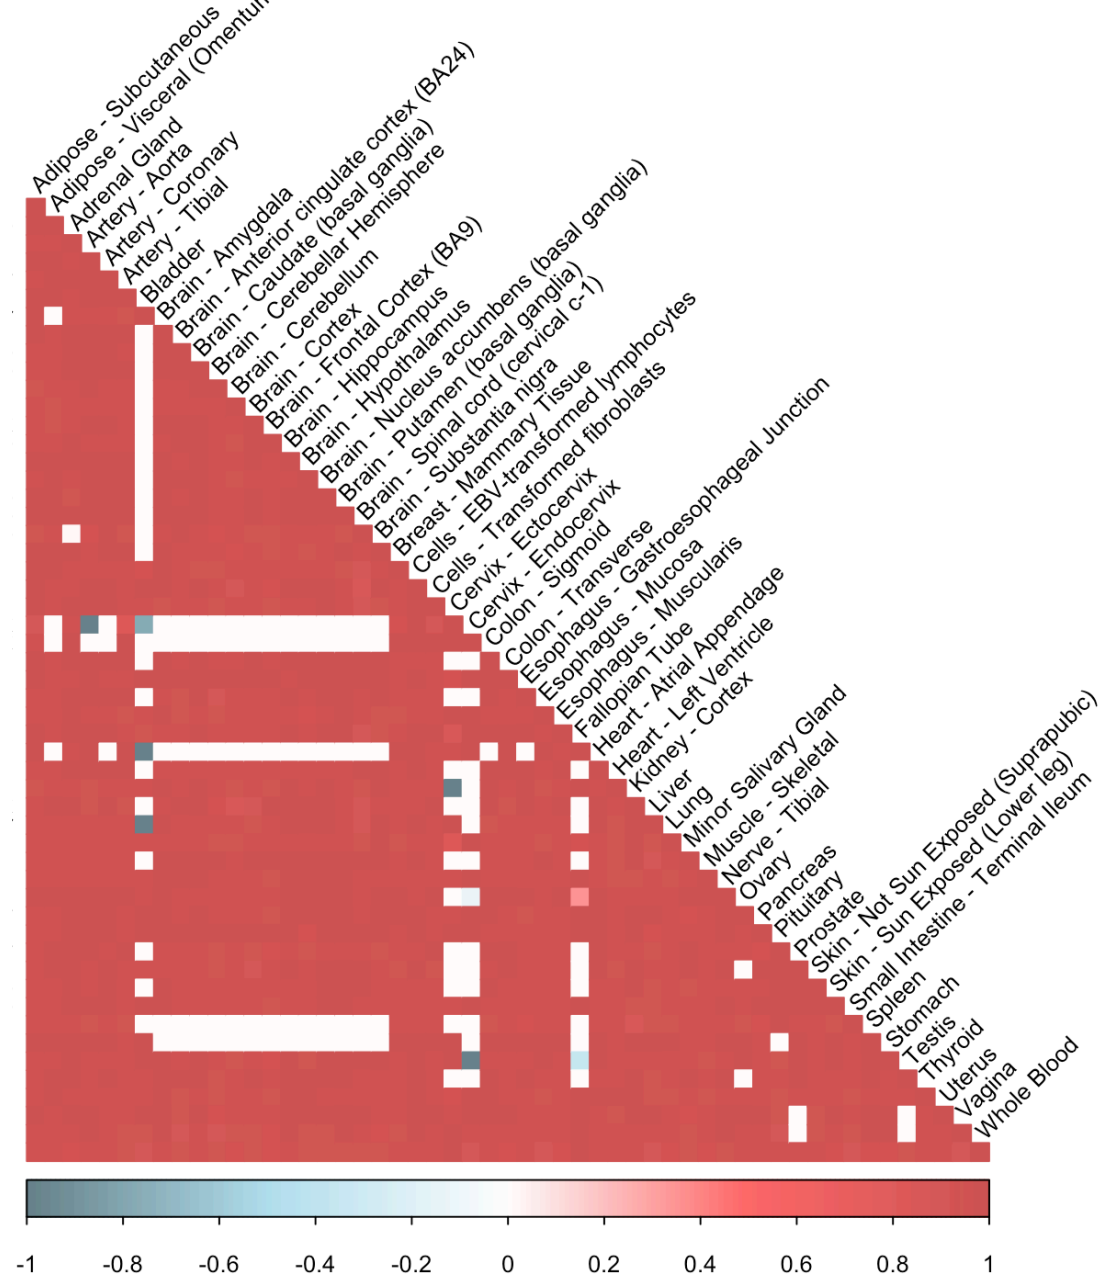 Adipose - Subcutaneous
Adipose - Visceral (Omentum
Adrenal Gland
Artery - Aorta
Artery - Coronary
Artery - Tibial
Bladder
Brain - Amygdala
Brain - Anterior cingulate cortex (BA24)
Brain - Caudate (basal ganglia)
Brain - Cerebellar Hemisphere
Brain - Cerebellum
Brain - Cortex
Brain - Frontal Cortex (BA9)
Brain - Hippocampus
Brain - Hypothalamus
Brain - Nucleus accumbens (basal ganglia)
Brain - Putamen (basal ganglia)
Brain - Spinal cord (cervical c-1)
Brain - Substantia nigra
Breast - Mammary Tissue
Cells - EBV-transformed lymphocytes
Cells - Transformed fibroblasts
Cervix - Ectocervix
Cervix - Endocervix
Colon - Sigmoid
Colon - Transverse
Esophagus - Gastroesophageal Junction
Esophagus - Mucosa
Esophagus - Muscularis
Fallopian Tube
Heart - Atrial Appendage
Heart - Left Ventricle
Kidney - Cortex
Liver
Lung
Minor Salivary Gland
Muscle - Skeletal
Nerve - Tibial
Ovary
Pancreas
Pituitary
Prostate
Skin - Not Sun Exposed (Suprapubic)
Skin - Sun Exposed (Lower leg)
Small Intestine - Terminal Ileum
Spleen
Stomach
Testis
Thyroid
Uterus
Vagina
Whole Blood
-1 -0.8 -0.6 -0.4 -0.2 0 0.2 0.4 0.6 0.8 1